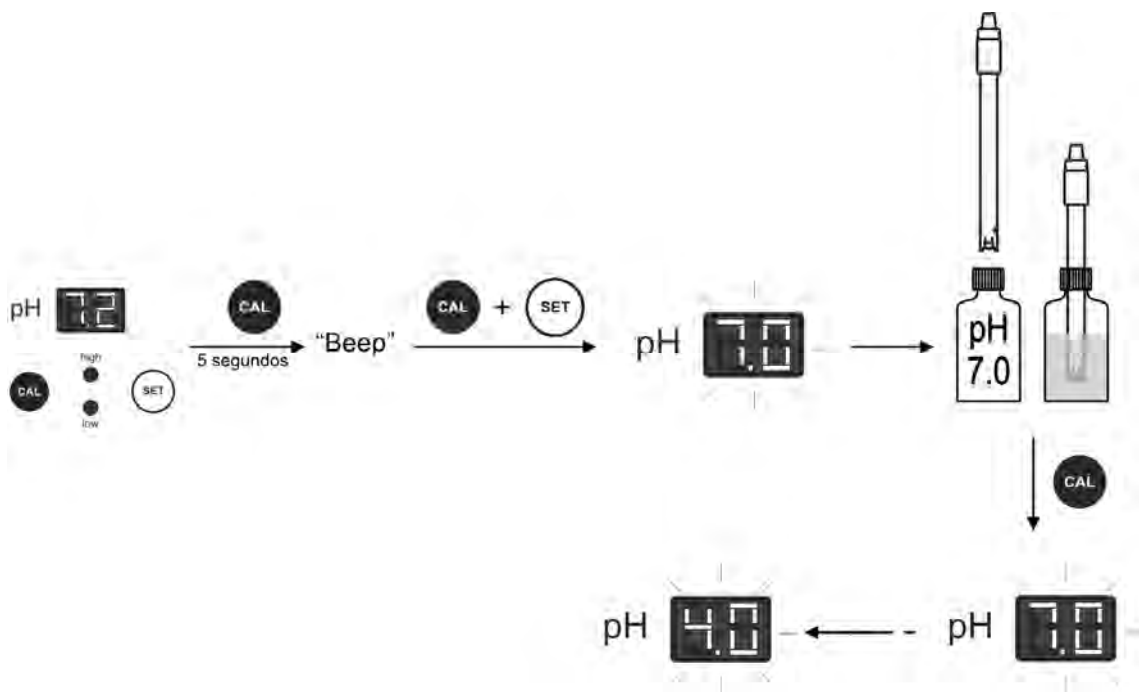 pH 7.2
high
CAL
SET
low
CAL
5 segundos
“Beep”
CAL + SET
pH 7.0
pH
7.0
CAL
pH 7.0
pH 4.0